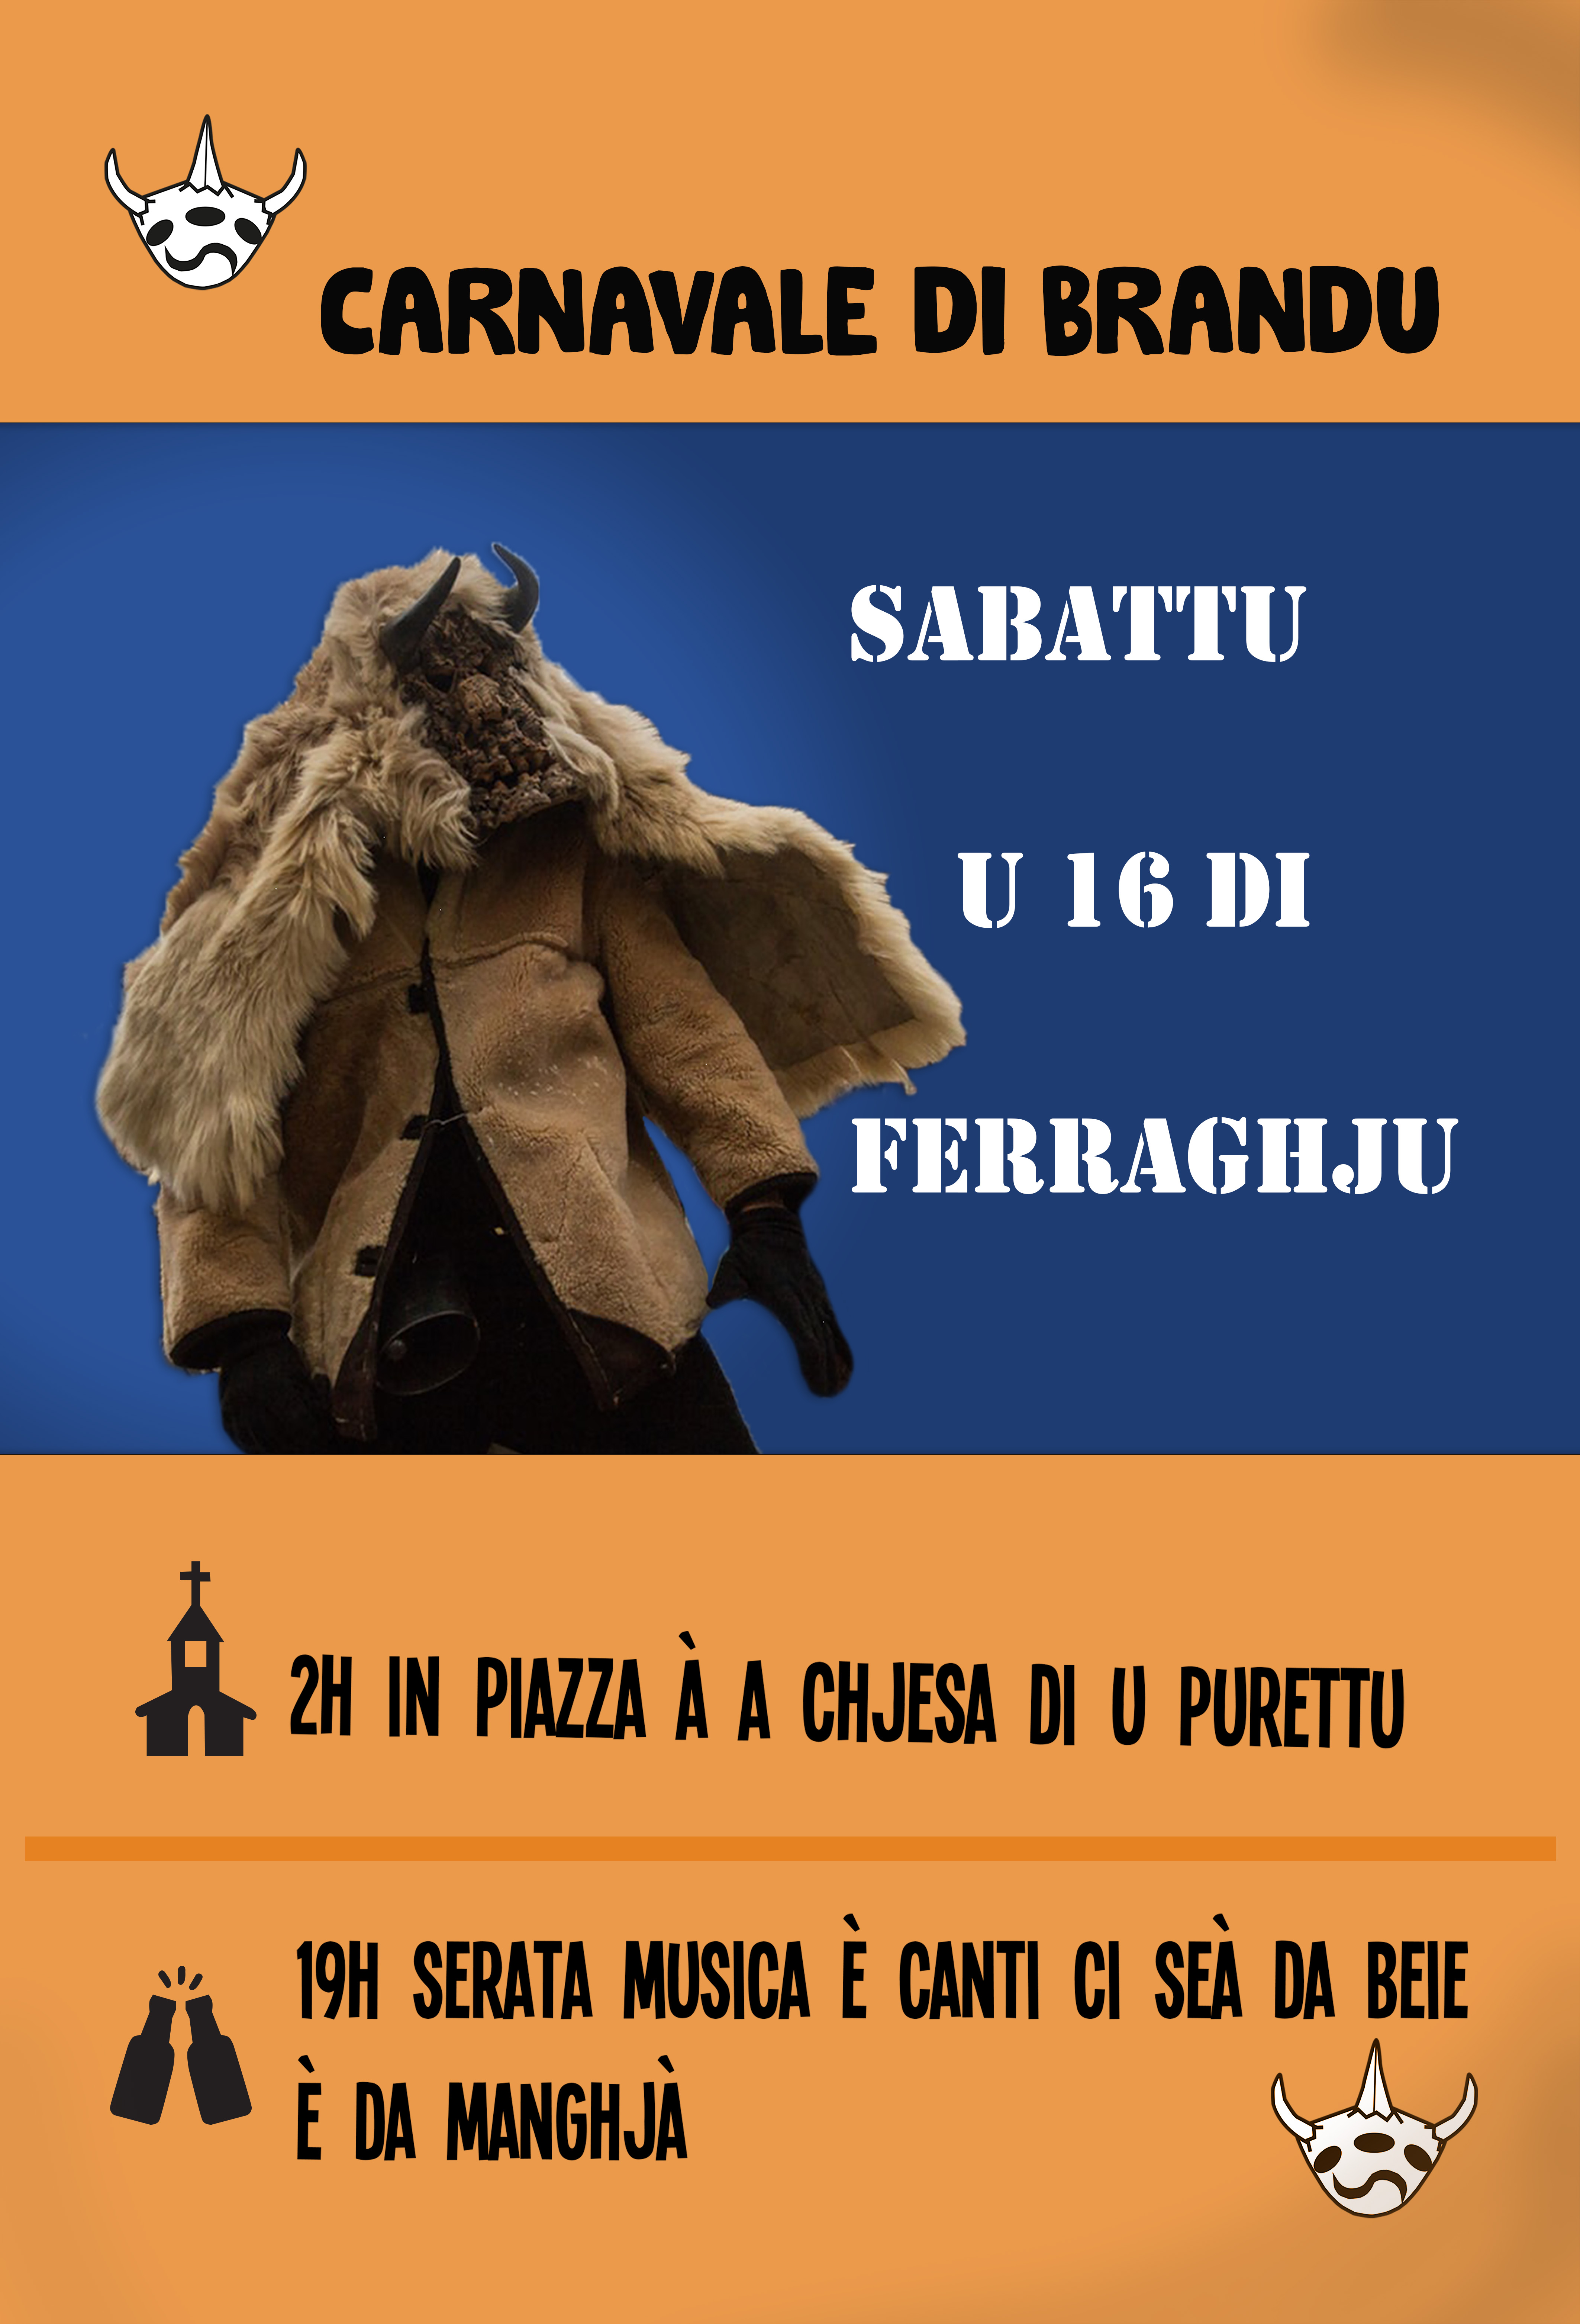 CARNAVALE DI BRANDU
SABATTU
U 16 DI
FERRAGHJU
2H IN PIAZZA À A CHJESA DI U PURETTU
19H SERATA MUSICA È CANTI CI SEÀ DA BEIE
È DA MANGHJÀ